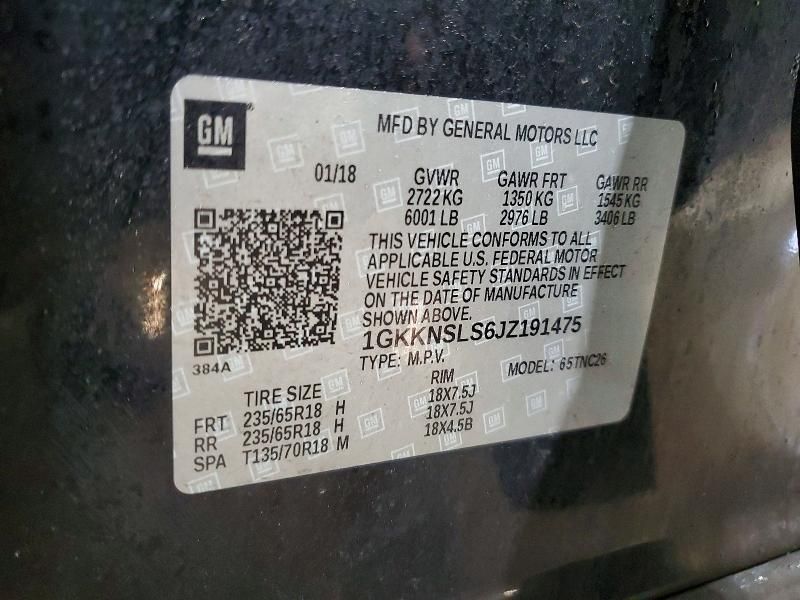 GM
MFD BY GENERAL MOTORS LLC
01/18 GVWR GAWR FRT GAWR RR
2722 KG 1350 KG 1545 KG
6001 LB 2976 LB 3406 LB
THIS VEHICLE CONFORMS TO ALL
APPLICABLE U.S. FEDERAL MOTOR
VEHICLE SAFETY STANDARDS IN EFFECT
ON THE DATE OF MANUFACTURE
SHOWN ABOVE.
1GKKNSLS6JZ191475
384A
TYPE: M.P.V. MODEL: 65TNC26
TIRE SIZE RIM
FRT 235/65R18 H 18X7.5J
RR 235/65R18 H 18X7.5J
SPA T135/70R18 M 18X4.5B